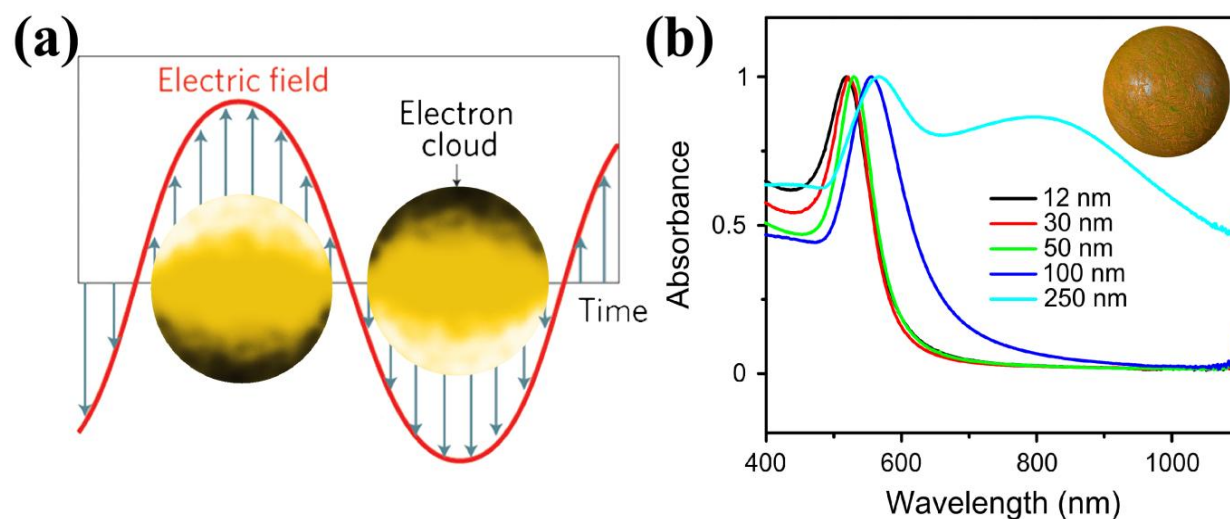 (a)
Electric field
Electron
cloud
Time
(b)
Absorbance
1
0.5
0
12 nm
30 nm
50 nm
100 nm
250 nm
400 600 800 1000
Wavelength (nm)